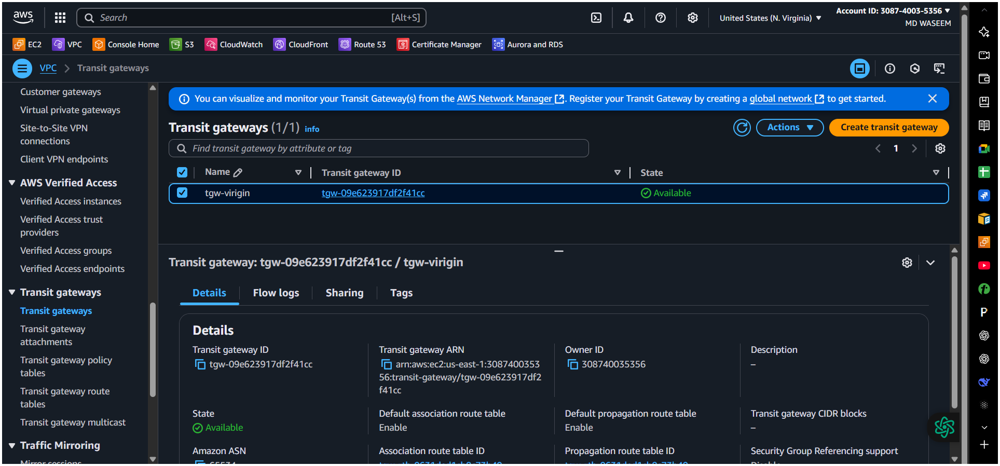 aws
Search
[Alt+S]
United States (N. Virginia)
Account ID: 3087-4003-5356
MD WASEEM
EC2
VPC
Console Home
S3
CloudWatch
CloudFront
Route 53
Certificate Manager
Aurora and RDS
VPC
Transit gateways
Customer gateways
Virtual private gateways
Site-to-Site VPN
connections
Client VPN endpoints
AWS Verified Access
Verified Access instances
Verified Access trust
providers
Verified Access groups
Verified Access endpoints
Transit gateways
Transit gateways
Transit gateway
attachments
Transit gateway policy
tables
Transit gateway route
tables
Transit gateway multicast
Traffic Mirroring
Mirror sessions
You can visualize and monitor your Transit Gateway(s) from the AWS Network Manager. Register your Transit Gateway by creating a global network to get started.
Transit gateways (1/1) info
Actions
Create transit gateway
Find transit gateway by attribute or tag
1
Name
Transit gateway ID
State
tgw-virigin
tgw-09e623917df2f41cc
Available
Transit gateway: tgw-09e623917df2f41cc / tgw-virigin
Details
Flow logs
Sharing
Tags
Details
Transit gateway ID
tgw-09e623917df2f41cc
Transit gateway ARN
arn:aws:ec2:us-east-1:3087400353
56:transit-gateway/tgw-09e623917df2
f41cc
Owner ID
308740035356
Description
–
State
Available
Default association route table
Enable
Default propagation route table
Enable
Transit gateway CIDR blocks
–
Amazon ASN
Association route table ID
Propagation route table ID
Security Group Referencing support
P